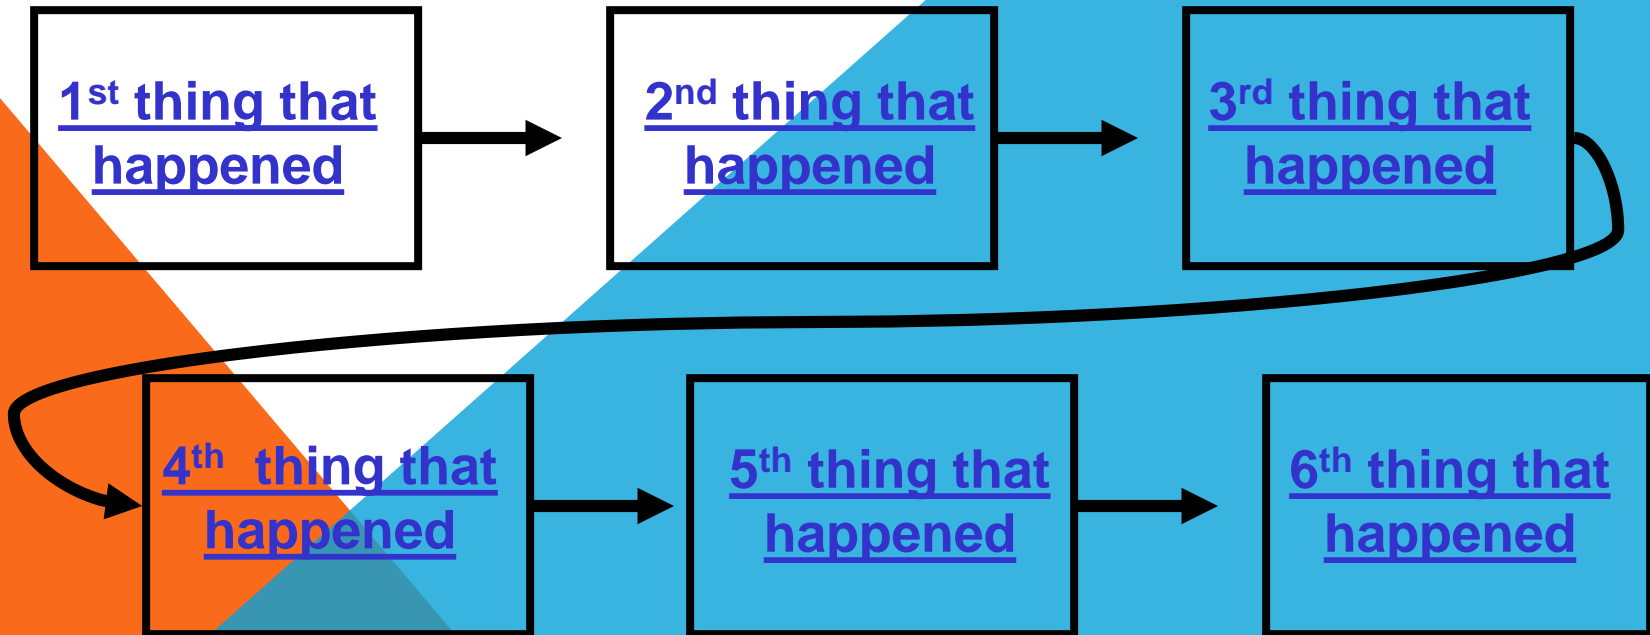 1st thing that
happened
2nd thing that
happened
3rd thing that
happened
4th thing that
happened
5th thing that
happened
6th thing that
happened